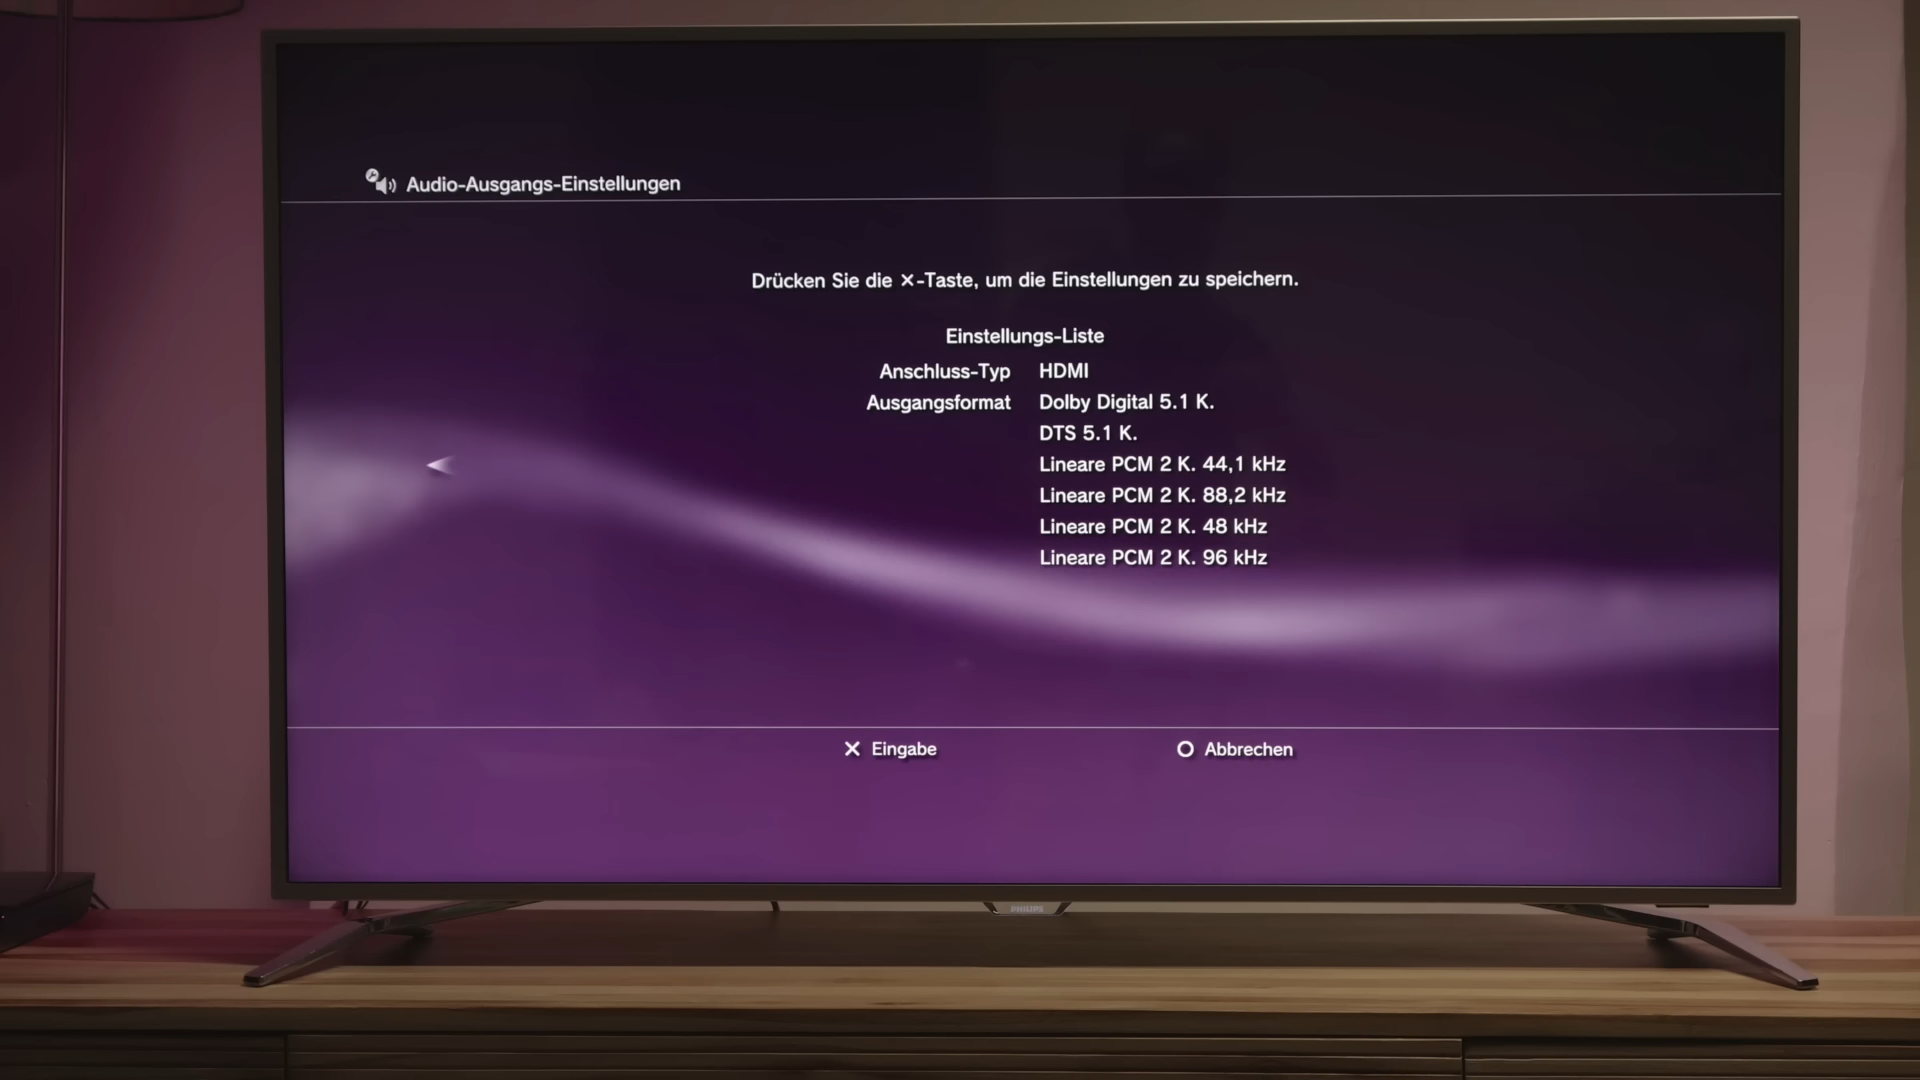 Audio-Ausgangs-Einstellungen
Drücken Sie die ✕-Taste, um die Einstellungen zu speichern.
Einstellungs-Liste
Anschluss-Typ HDMI
Ausgangsformat Dolby Digital 5.1 K.
DTS 5.1 K.
Lineare PCM 2 K. 44,1 kHz
Lineare PCM 2 K. 88,2 kHz
Lineare PCM 2 K. 48 kHz
Lineare PCM 2 K. 96 kHz
✕ Eingabe ○ Abbrechen
PHILIPS